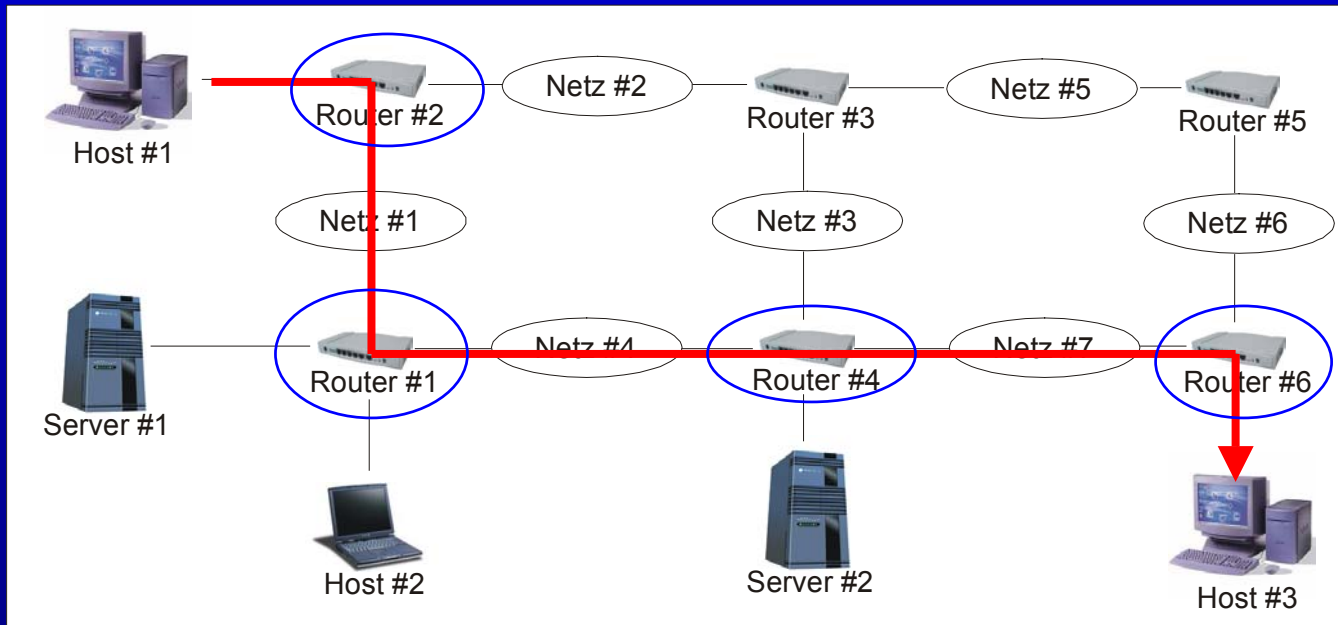 Netz #2
Netz #5
Router #2
Router #3
Router #5
Host #1
Netz #1
Netz #3
Netz #6
Netz #4
Netz #7
Router #1
Router #4
Router #6
Server #1
Host #2
Server #2
Host #3